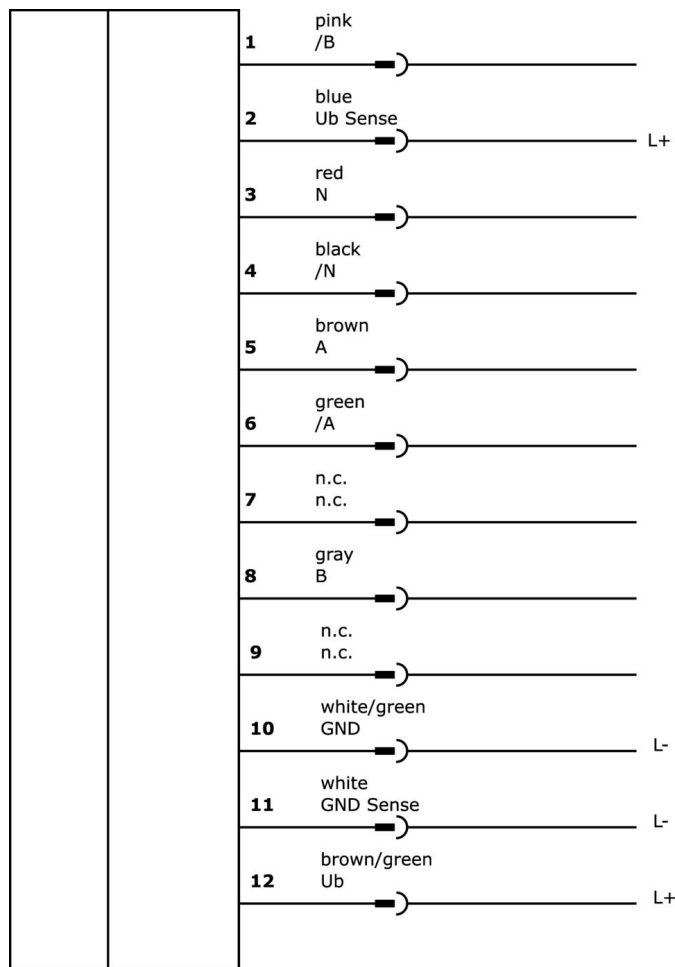 pink
1 /B
blue
2 Ub Sense
L+
red
3 N
black
4 /N
brown
5 A
green
6 /A
n.c.
7 n.c.
gray
8 B
n.c.
9 n.c.
white/green
10 GND
L-
white
11 GND Sense
L-
brown/green
12 Ub
L+